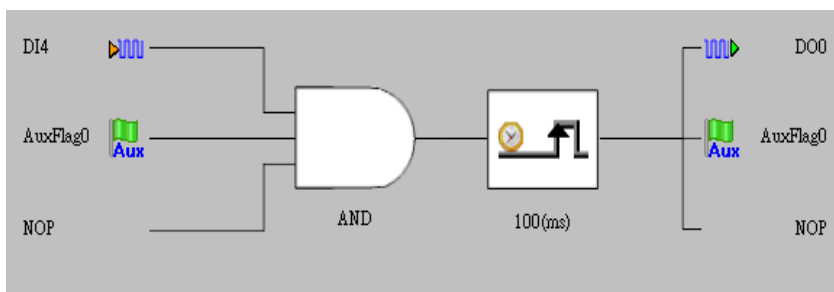 DI4
DO0
AuxFlag0
Aux
Aux
AuxFlag0
NOP
AND
100(ms)
NOP